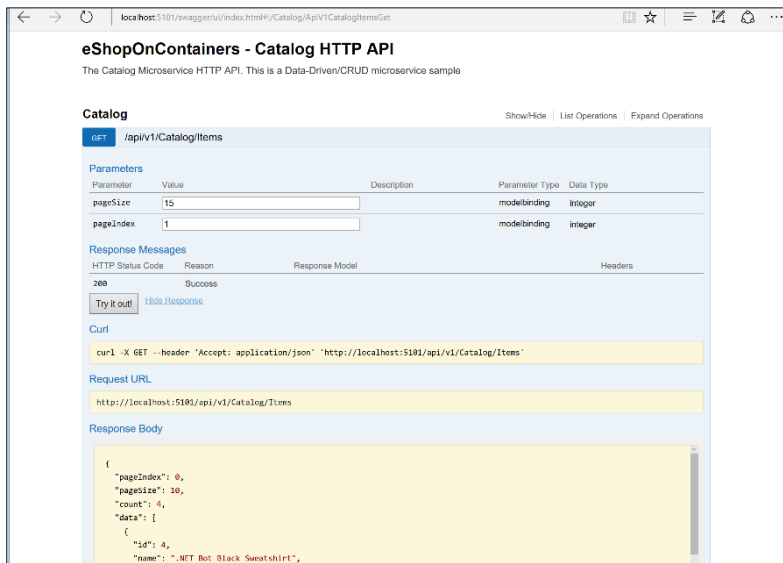 localhost:5101/swagger/ui/index.html#!/Catalog/ApiV1CatalogItemsGet
eShopOnContainers - Catalog HTTP API
The Catalog Microservice HTTP API. This is a Data-Driven/CRUD microservice sample
Catalog Show/Hide List Operations Expand Operations
GET /api/v1/Catalog/Items
Parameters
Parameter Value Description Parameter Type Data Type
pageSize 15 modelbinding integer
pageIndex 1 modelbinding integer
Response Messages
HTTP Status Code Reason Response Model Headers
200 Success
Try it out! Hide Response
Curl
curl -X GET --header 'Accept: application/json' 'http://localhost:5101/api/v1/Catalog/Items'
Request URL
http://localhost:5101/api/v1/Catalog/Items
Response Body
{
"pageIndex": 0,
"pageSize": 10,
"count": 4,
"data": [
{
"id": 4,
"name": ".NET Bot Black Sweatshirt",